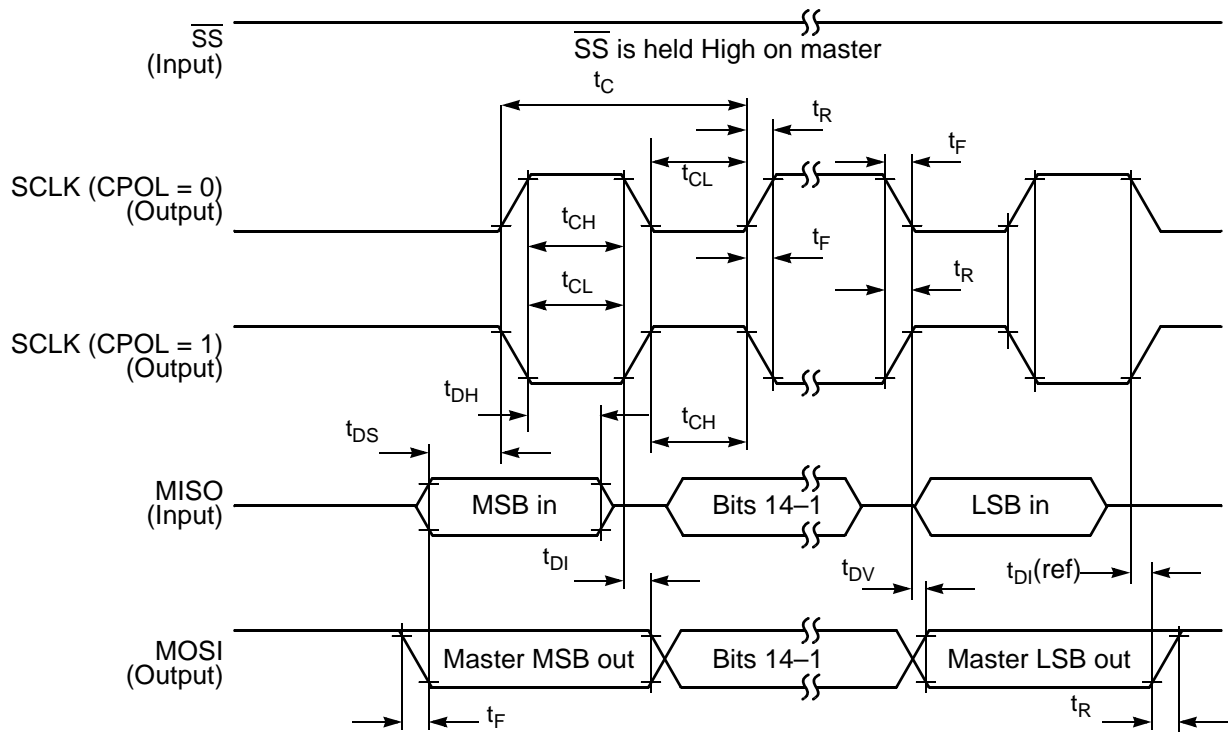 SS
(Input)
SS is held High on master
tC
tR
tF
SCLK (CPOL = 0)
(Output)
tCL
tCH
tF
tCL
tR
SCLK (CPOL = 1)
(Output)
tDH
tCH
tDS
MISO
(Input)
MSB in
Bits 14–1
LSB in
tDI
tDV
tDI(ref)
MOSI
(Output)
Master MSB out
Bits 14–1
Master LSB out
tF
tR